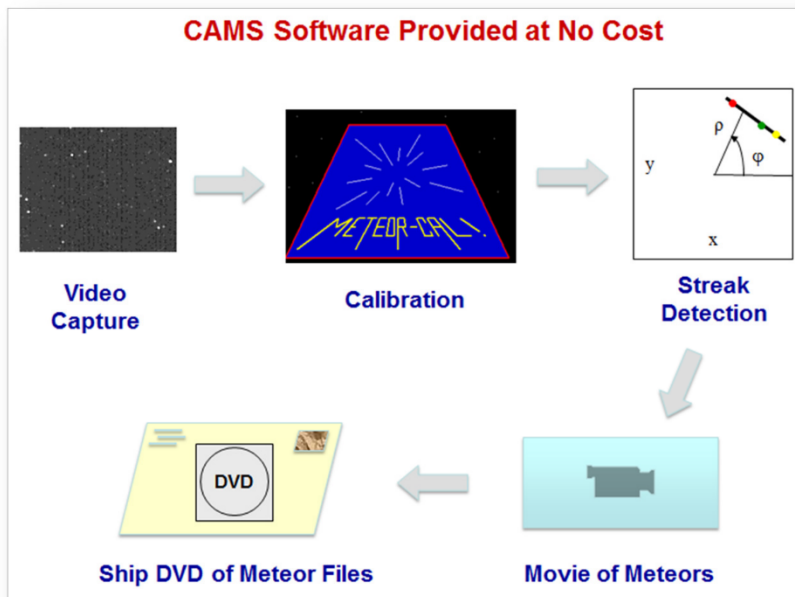 CAMS Software Provided at No Cost
METEOR-CAL!
ρ
φ
y
x
Video
Capture
Calibration
Streak
Detection
DVD
Ship DVD of Meteor Files
Movie of Meteors